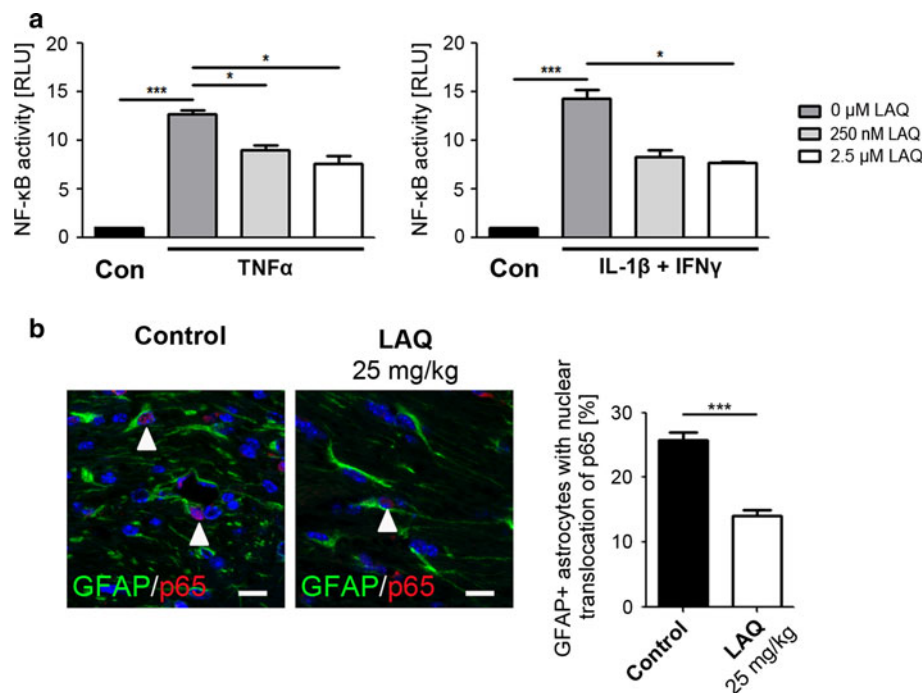 a
NF-κB activity [RLU]
20
15
10
5
0
***
*
*
Con
TNFα
NF-κB activity [RLU]
20
15
10
5
0
***
*
Con
IL-1β + IFNγ
0 µM LAQ
250 nM LAQ
2.5 µM LAQ
b
Control
LAQ
25 mg/kg
GFAP/p65
GFAP/p65
GFAP+ astrocytes with nuclear
translocation of p65 [%]
30
20
10
0
***
Control
LAQ
25 mg/kg